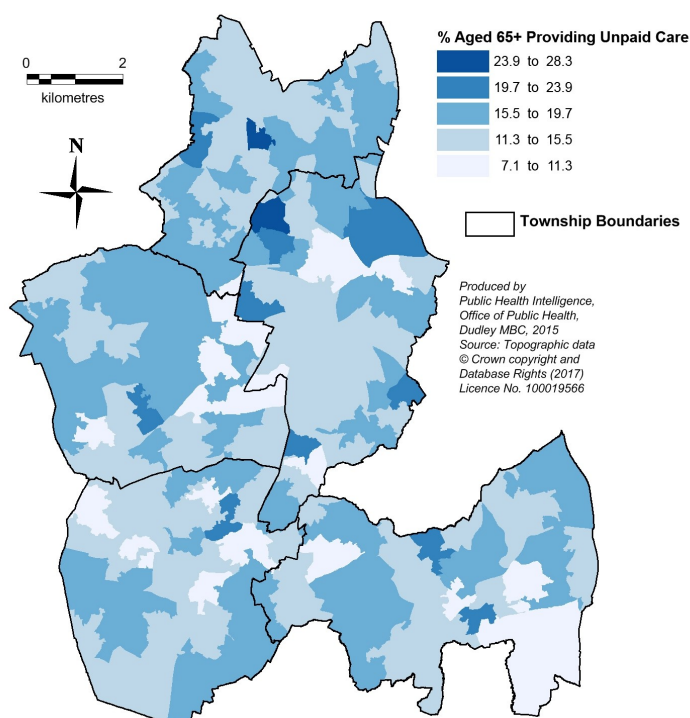 % Aged 65+ Providing Unpaid Care
23.9 to 28.3
19.7 to 23.9
15.5 to 19.7
11.3 to 15.5
7.1 to 11.3
Township Boundaries
0 2
kilometres
N
Produced by
Public Health Intelligence,
Office of Public Health,
Dudley MBC, 2015
Source: Topographic data
© Crown copyright and
Database Rights (2017)
Licence No. 100019566